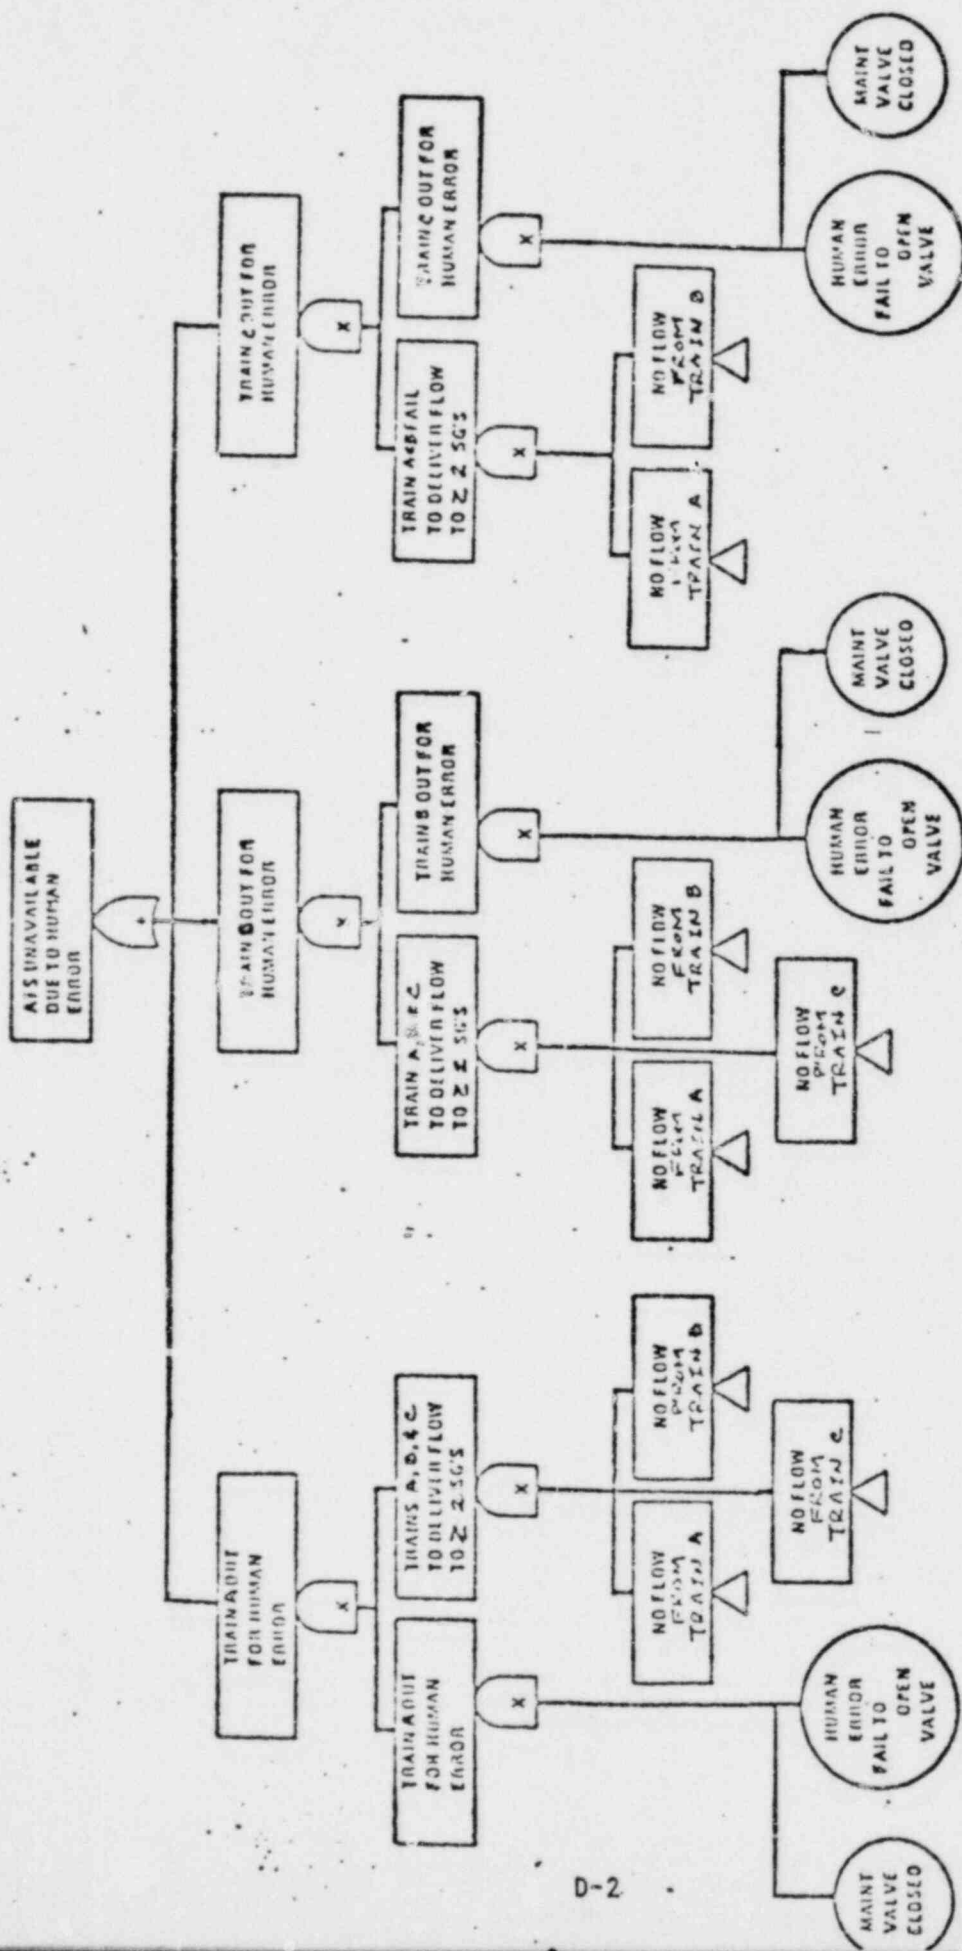 AFS UNAVAILABLE
DUE TO HUMAN
ERROR
+
TRAIN A OUT
FOR HUMAN
ERROR
X
TRAIN B OUT FOR
HUMAN ERROR
X
TRAIN C OUT FOR
HUMAN ERROR
X
TRAIN A OUT
FOR HUMAN
ERROR
X
TRAINS A, B, & C
TO DELIVER FLOW
TO ≥ 2 SG'S
X
TRAIN A, B, & C
TO DELIVER FLOW
TO ≥ 2 SG'S
X
TRAIN B OUT FOR
HUMAN ERROR
X
TRAIN A&B FAIL
TO DELIVER FLOW
TO ≥ 2 SG'S
X
TRAIN C OUT FOR
HUMAN ERROR
X
NO FLOW
FROM
TRAIN A
NO FLOW
FROM
TRAIN B
NO FLOW
FROM
TRAIN A
NO FLOW
FROM
TRAIN B
NO FLOW
FROM
TRAIN A
NO FLOW
FROM
TRAIN B
MAINT
VALVE
CLOSED
HUMAN
ERROR
FAIL TO
OPEN
VALVE
NO FLOW
FROM
TRAIN C
NO FLOW
FROM
TRAIN C
HUMAN
ERROR
FAIL TO
OPEN
VALVE
MAINT
VALVE
CLOSED
HUMAN
ERROR
FAIL TO
OPEN
VALVE
MAINT
VALVE
CLOSED
D-2